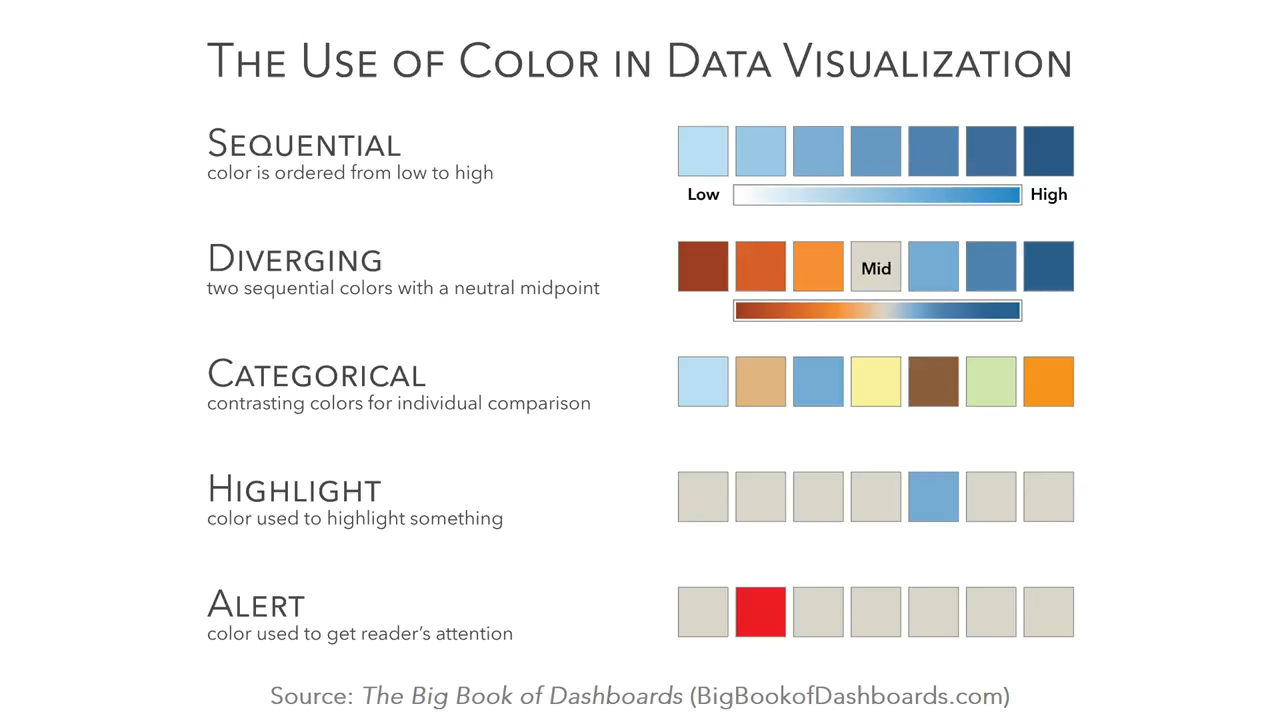 The Use of Color in Data Visualization
Sequential
color is ordered from low to high
Low High
Diverging
two sequential colors with a neutral midpoint
Mid
Categorical
contrasting colors for individual comparison
Highlight
color used to highlight something
Alert
color used to get reader’s attention
Source: The Big Book of Dashboards (BigBookofDashboards.com)